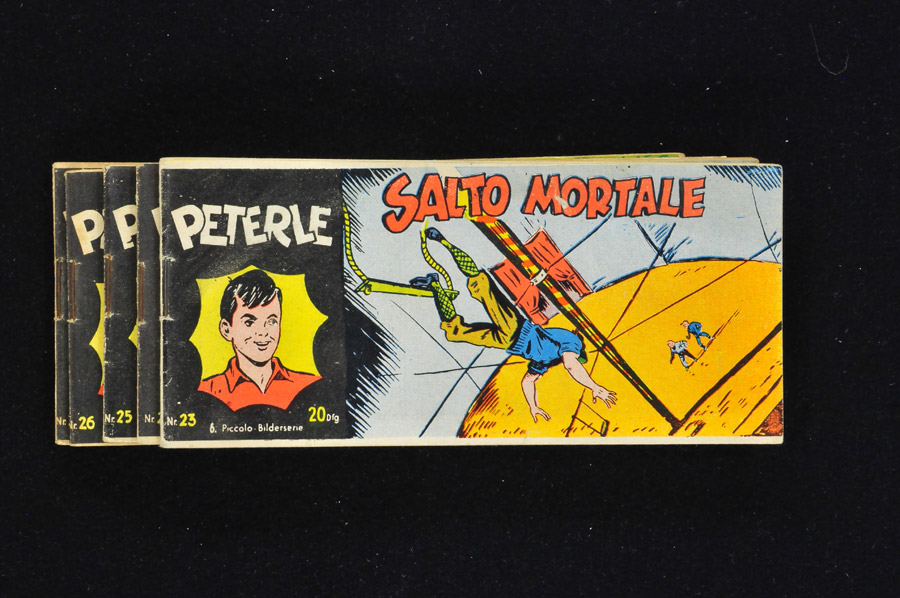 SALTO MORTALE
PETERLE
Nr. 26
Nr. 25
Nr. 23
20 Dfg
6. Piccolo-Bilderserie